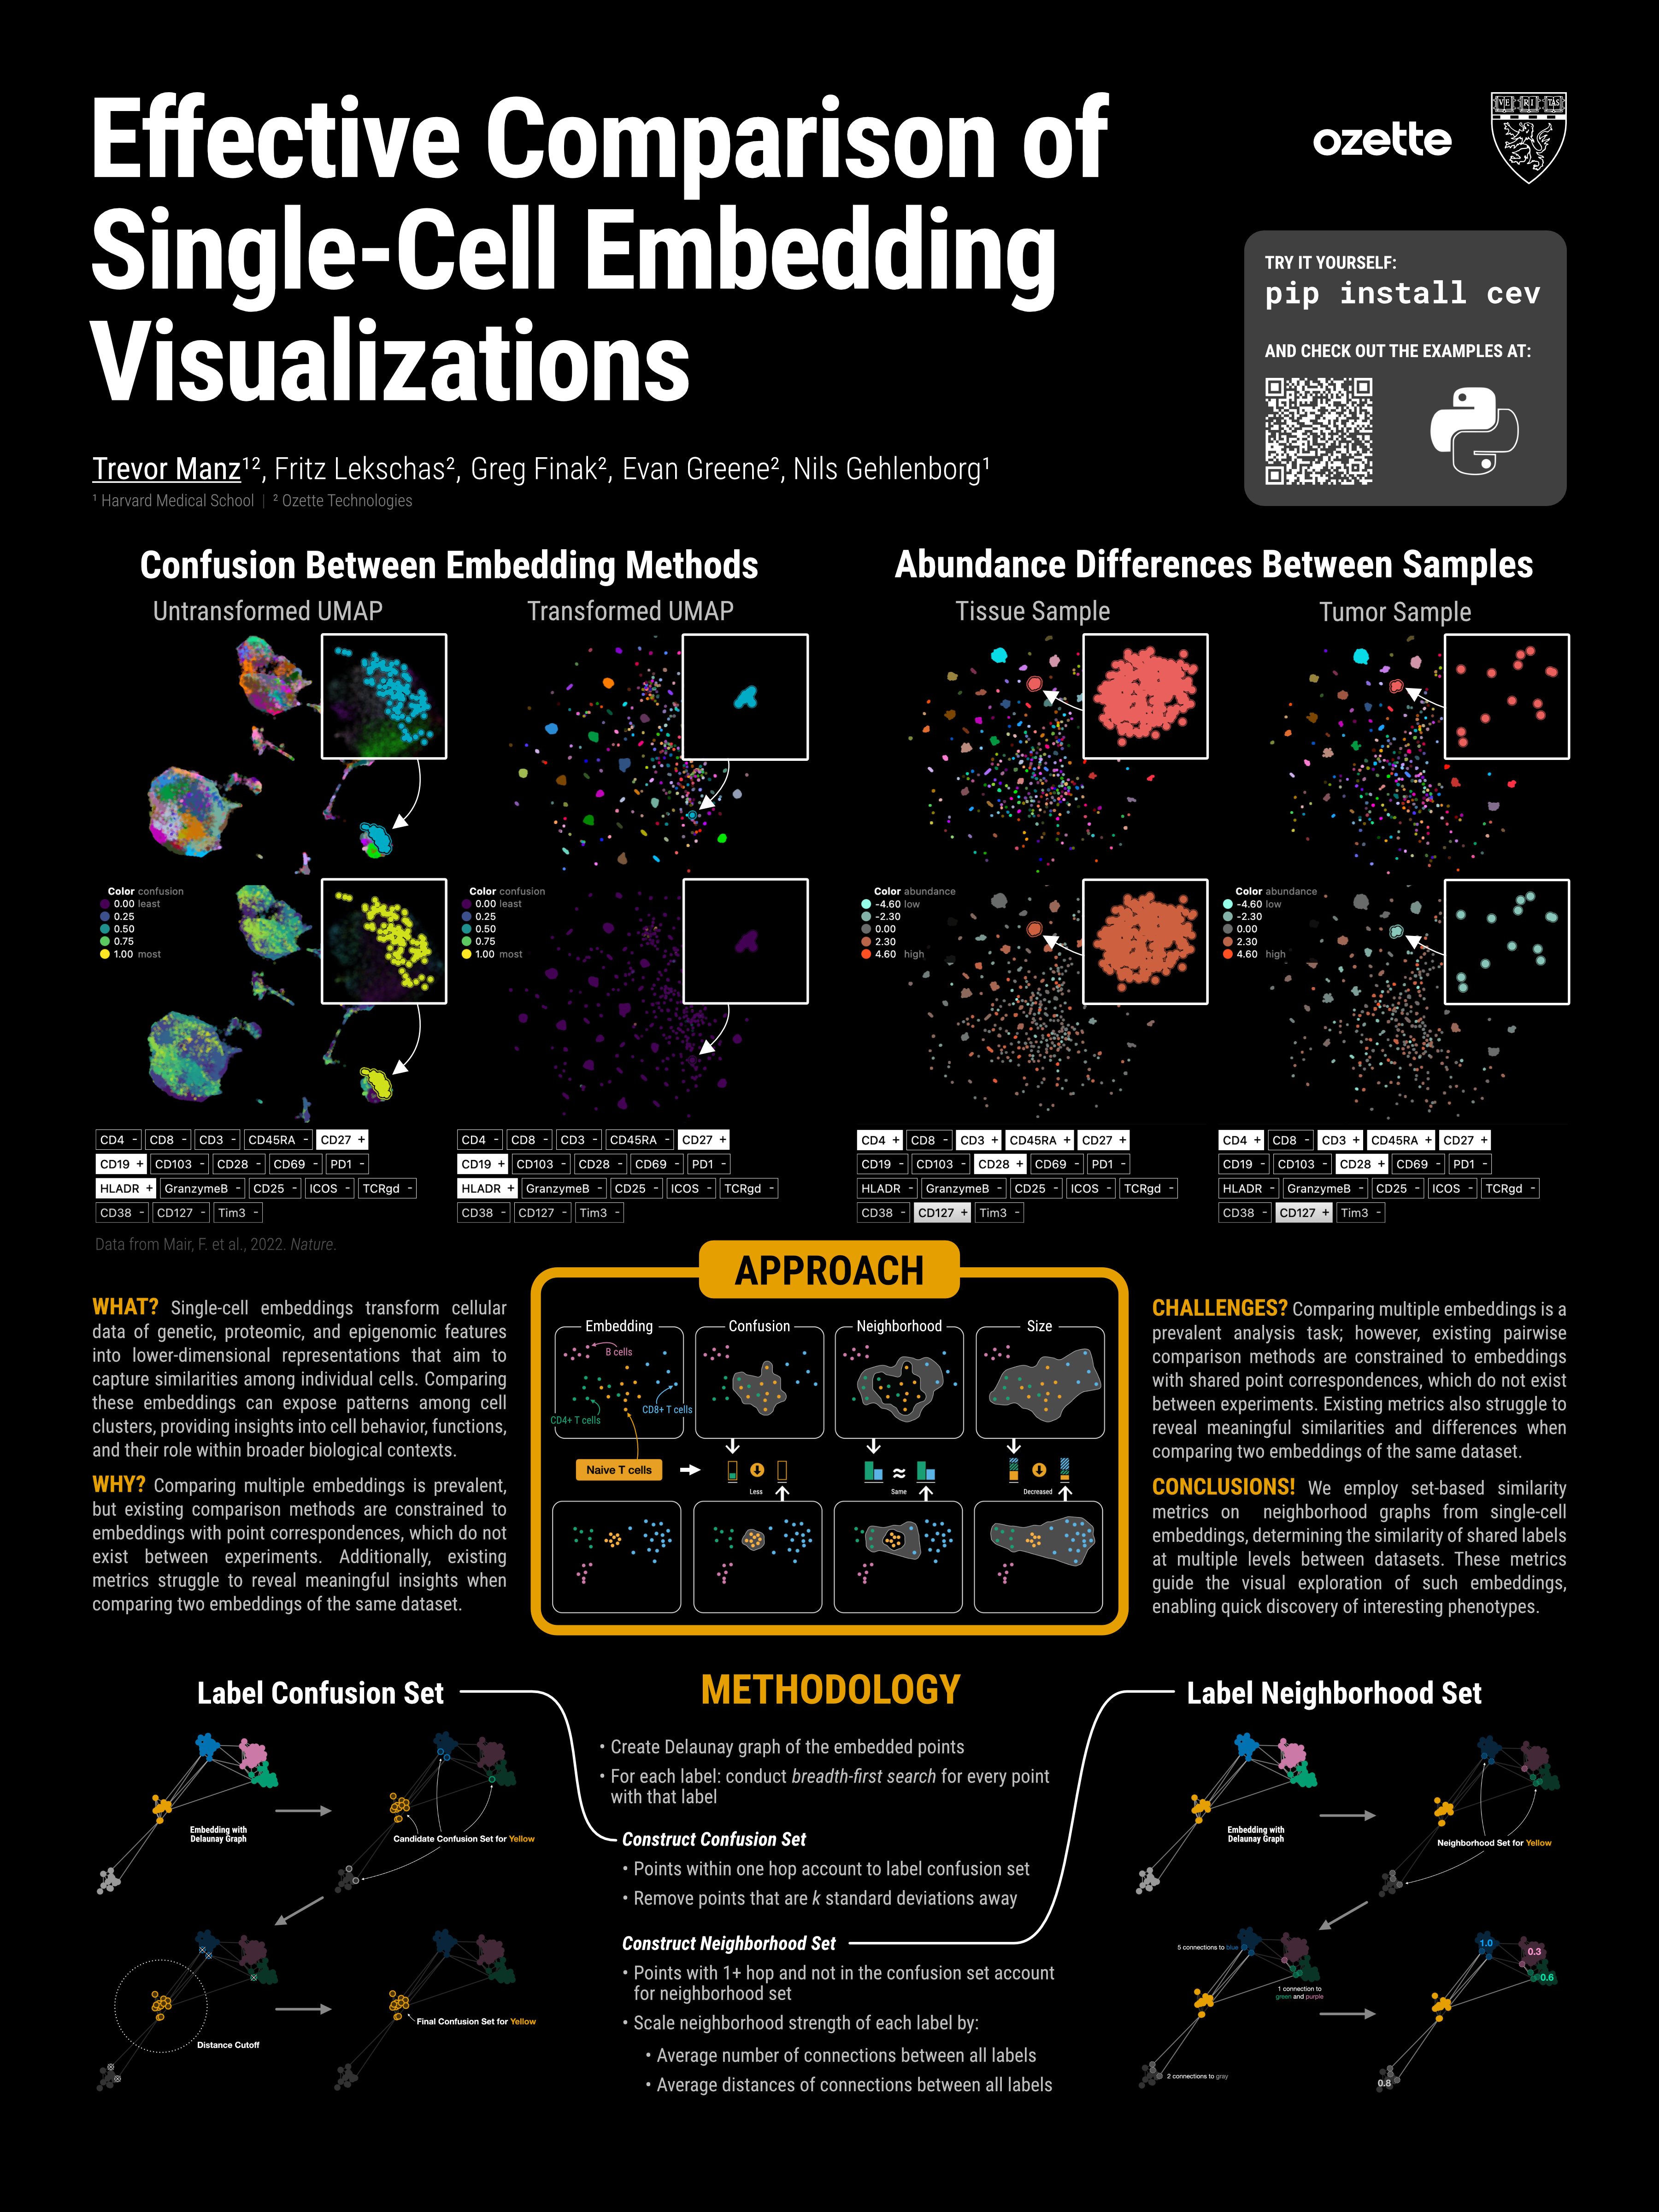 Effective Comparison of
Single-Cell Embedding
Visualizations
ozette
VE RI TAS
TRY IT YOURSELF:
pip install cev
AND CHECK OUT THE EXAMPLES AT:
Trevor Manz¹², Fritz Lekschas², Greg Finak², Evan Greene², Nils Gehlenborg¹
¹ Harvard Medical School | ² Ozette Technologies
Confusion Between Embedding Methods
Untransformed UMAP
Transformed UMAP
Color confusion
0.00 least
0.25
0.50
0.75
1.00 most
Color confusion
0.00 least
0.25
0.50
0.75
1.00 most
CD4 - CD8 - CD3 - CD45RA - CD27 +
CD19 + CD103 - CD28 - CD69 - PD1 -
HLADR + GranzymeB - CD25 - ICOS - TCRgd -
CD38 - CD127 - Tim3 -
CD4 - CD8 - CD3 - CD45RA - CD27 +
CD19 + CD103 - CD28 - CD69 - PD1 -
HLADR + GranzymeB - CD25 - ICOS - TCRgd -
CD38 - CD127 - Tim3 -
Data from Mair, F. et al., 2022. Nature.
Abundance Differences Between Samples
Tissue Sample
Tumor Sample
Color abundance
-4.60 low
-2.30
0.00
2.30
4.60 high
Color abundance
-4.60 low
-2.30
0.00
2.30
4.60 high
CD4 + CD8 - CD3 + CD45RA + CD27 +
CD19 - CD103 - CD28 + CD69 - PD1 -
HLADR - GranzymeB - CD25 - ICOS - TCRgd -
CD38 - CD127 + Tim3 -
CD4 + CD8 - CD3 + CD45RA + CD27 +
CD19 - CD103 - CD28 + CD69 - PD1 -
HLADR - GranzymeB - CD25 - ICOS - TCRgd -
CD38 - CD127 + Tim3 -
WHAT? Single-cell embeddings transform cellular
data of genetic, proteomic, and epigenomic features
into lower-dimensional representations that aim to
capture similarities among individual cells. Comparing
these embeddings can expose patterns among cell
clusters, providing insights into cell behavior, functions,
and their role within broader biological contexts.
WHY? Comparing multiple embeddings is prevalent,
but existing comparison methods are constrained to
embeddings with point correspondences, which do not
exist between experiments. Additionally, existing
metrics struggle to reveal meaningful insights when
comparing two embeddings of the same dataset.
APPROACH
Embedding
Confusion
Neighborhood
Size
B cells
CD4+ T cells
CD8+ T cells
Naive T cells
Less
≈
Same
Decreased
CHALLENGES? Comparing multiple embeddings is a
prevalent analysis task; however, existing pairwise
comparison methods are constrained to embeddings
with shared point correspondences, which do not exist
between experiments. Existing metrics also struggle to
reveal meaningful similarities and differences when
comparing two embeddings of the same dataset.
CONCLUSIONS! We employ set-based similarity
metrics on neighborhood graphs from single-cell
embeddings, determining the similarity of shared labels
at multiple levels between datasets. These metrics
guide the visual exploration of such embeddings,
enabling quick discovery of interesting phenotypes.
Label Confusion Set
Embedding with
Delaunay Graph
Candidate Confusion Set for Yellow
Distance Cutoff
Final Confusion Set for Yellow
METHODOLOGY
• Create Delaunay graph of the embedded points
• For each label: conduct breadth-first search for every point
with that label
Construct Confusion Set
• Points within one hop account to label confusion set
• Remove points that are k standard deviations away
Construct Neighborhood Set
• Points with 1+ hop and not in the confusion set account
for neighborhood set
• Scale neighborhood strength of each label by:
• Average number of connections between all labels
• Average distances of connections between all labels
Label Neighborhood Set
Embedding with
Delaunay Graph
Neighborhood Set for Yellow
5 connections to blue
1 connection to
green and purple
2 connections to gray
1.0
0.3
0.6
0.8